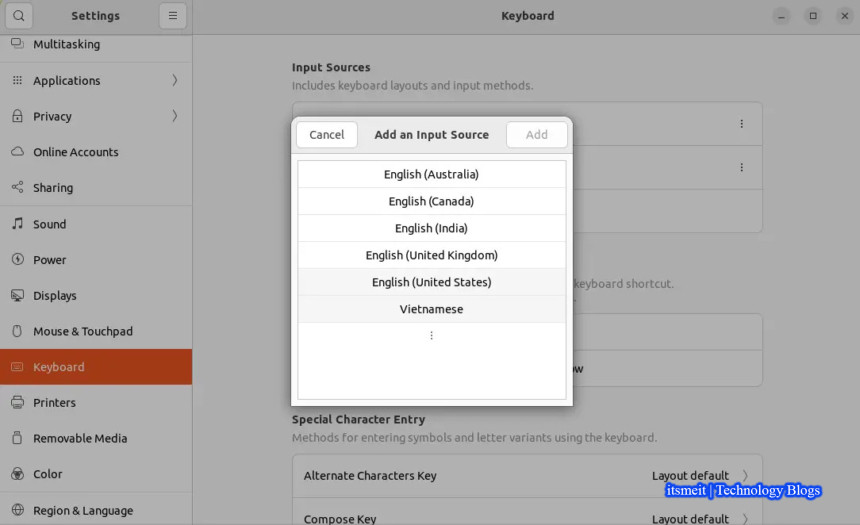 Settings
Keyboard
Multitasking
Applications
Privacy
Online Accounts
Sharing
Sound
Power
Displays
Mouse & Touchpad
Keyboard
Printers
Removable Media
Color
Region & Language
Input Sources
Includes keyboard layouts and input methods.
Cancel
Add an Input Source
Add
English (Australia)
English (Canada)
English (India)
English (United Kingdom)
English (United States)
Vietnamese
keyboard shortcut.
Special Character Entry
Methods for entering symbols and letter variants using the keyboard.
Alternate Characters Key
Layout default
Compose Key
Layout default
itsmeit | Technology Blogs